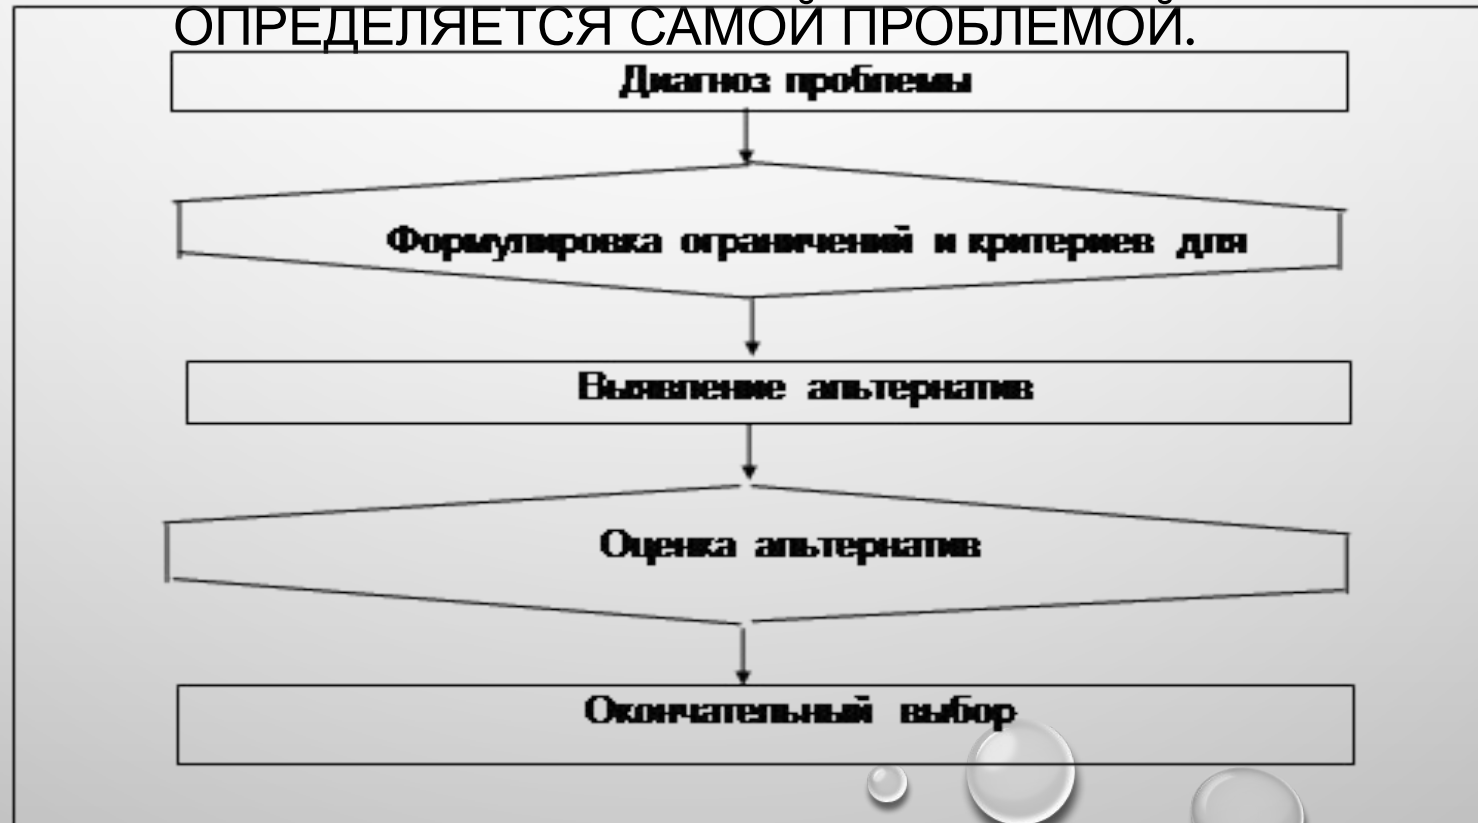 ОПРЕДЕЛЯЕТСЯ САМОЙ ПРОБЛЕМОЙ.
Диагноз проблемы
Формулировка ограничений и критериев для
Выявление альтернатив
Оценка альтернатив
Окончательный выбор